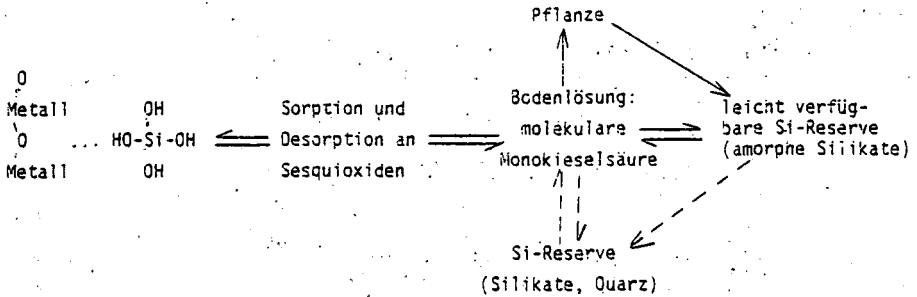 Pflanze
O
Metall
O
Metall
...
OH
HO-Si-OH
OH
Sorption und
Desorption an
Sesquioxiden
Bodenlösung:
molekulare
Monokieselsäure
leicht verfüg-
bare Si-Reserve
(amorphe Silikate)
Si-Reserve
(Silikate, Quarz)